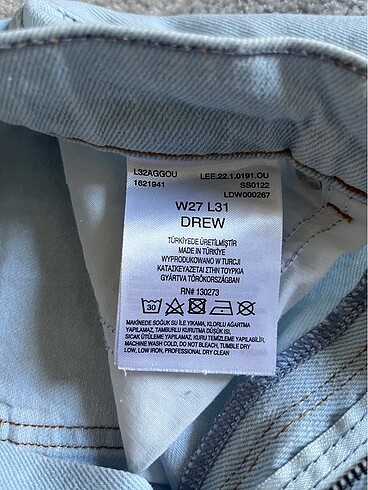 L32AGGOU LEE.22.1.0191.OU
1621941 SS0122
LDW000267
W27 L31
DREW
TÜRKİYEDE ÜRETİLMİŞTİR
MADE IN TÜRKİYE
WYPRODUKOWANO W TURCJI
ΚΑΤΑΣΚΕΥΑΖΕΤΑΙ ΣΤΗΝ ΤΟΥΡΚΙΑ
GYÁRTVA TÖRÖKORSZÁGBAN
RN# 130273
30
MAKİNEDE SOĞUK SU İLE YIKAMA, KLORLU AĞARTMA
YAPILAMAZ, TAMBURLU KURUTMA DÜŞÜK ISI,
SICAK ÜTÜLEME YAPILAMAZ, KURU TEMİZLEME YAPILABİLİR,
MACHINE WASH COLD, DO NOT BLEACH, TUMBLE DRY
LOW, LOW IRON, PROFESSIONAL DRY CLEAN